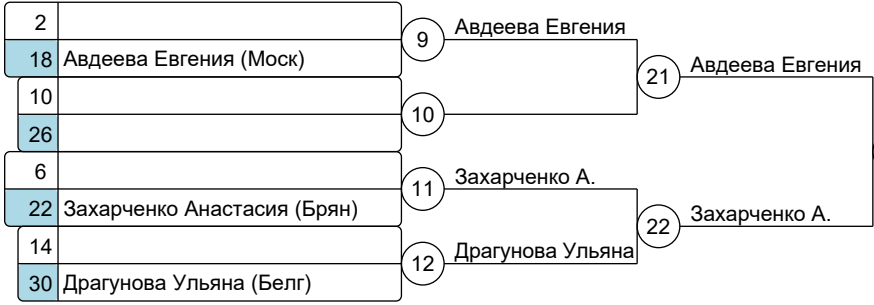 2
18 Авдеева Евгения (Моск)
10
26
6
22 Захарченко Анастасия (Брян)
14
30 Драгунова Ульяна (Белг)
9 Авдеева Евгения
10
11 Захарченко А.
12 Драгунова Ульяна
21 Авдеева Евгения
22 Захарченко А.